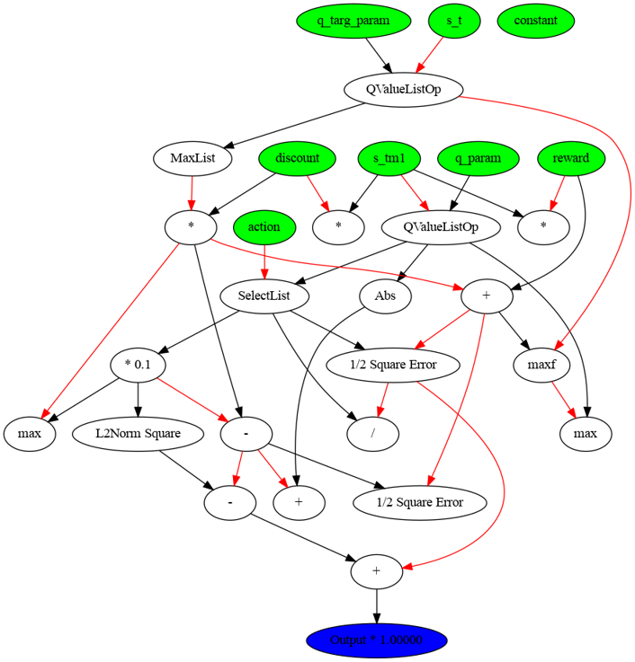 q_targ_param s_t constant
QValueListOp
MaxList discount s_tm1 q_param reward
* action * QValueListOp *
SelectList Abs +
* 0.1 1/2 Square Error maxf
max L2Norm Square - / max
- + 1/2 Square Error
+
Output * 1.00000